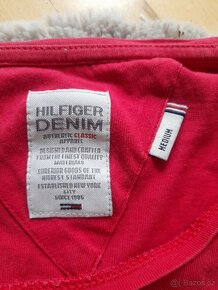 HILFIGER
DENIM
AUTHENTIC CLASSIC
APPAREL
DESIGNED AND CRAFTED
FROM THE FINEST QUALITY
MATERIALS
SUPERIOR GOODS OF THE
HIGHEST STANDARD
ESTABLISHED NEW YORK
CITY
SINCE 1985
MEDIUM